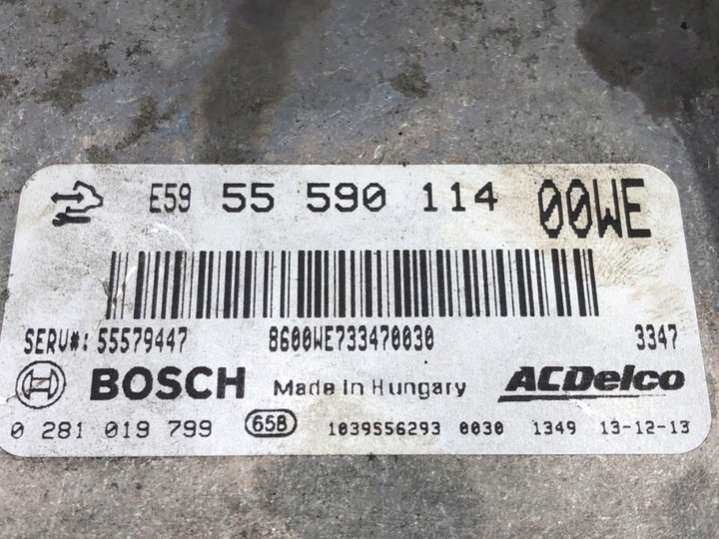 E59 55 590 114 00WE
SERV#: 55579447 8600WE733470030 3347
BOSCH Made in Hungary ACDelco
0 281 019 799 65B 1039556293 0030 1349 13-12-13